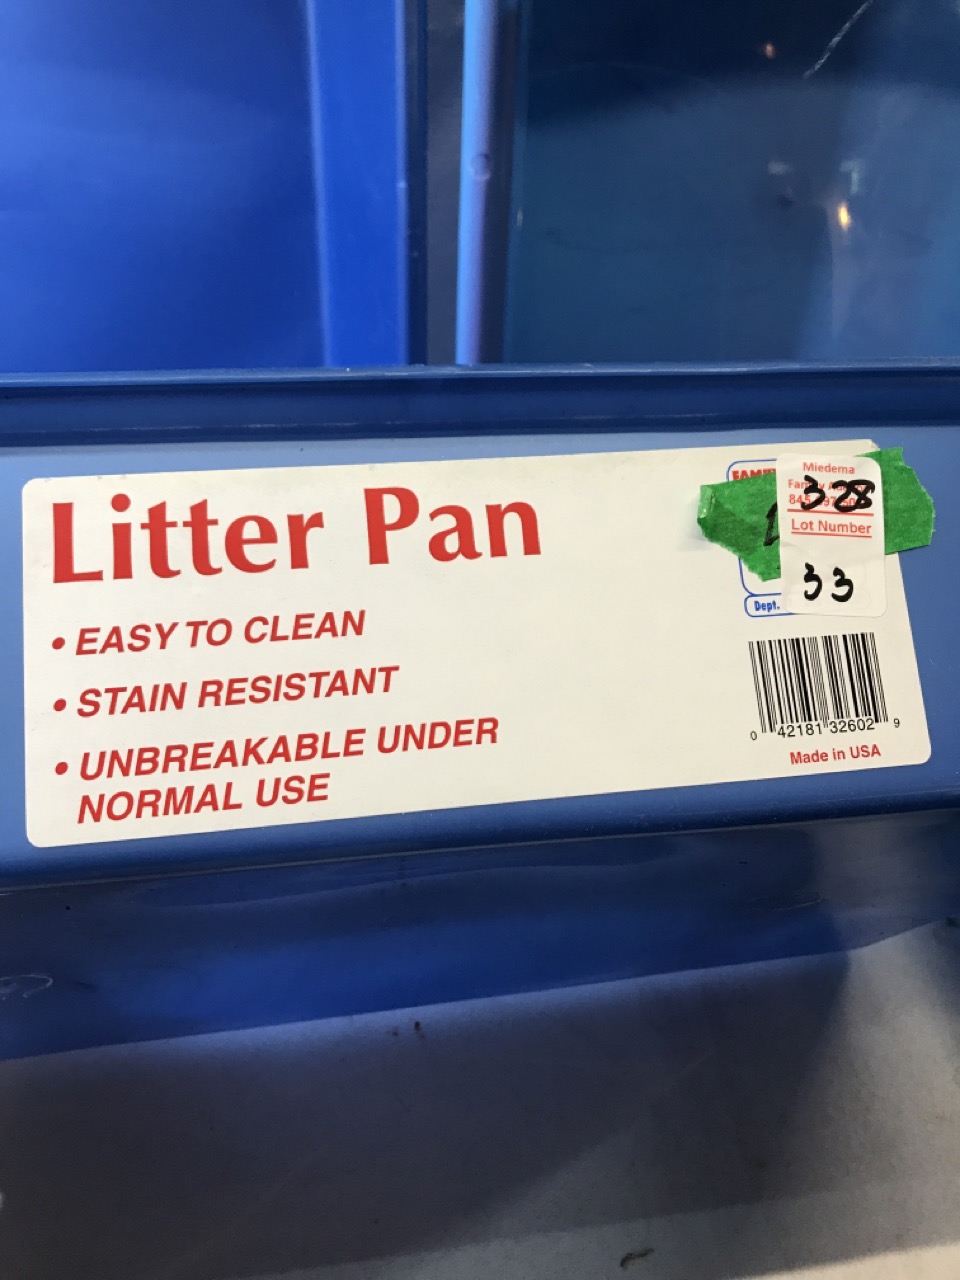 Litter Pan
• EASY TO CLEAN
• STAIN RESISTANT
• UNBREAKABLE UNDER
NORMAL USE
Miederna
328
Lot Number
33
Dept.
0 42181 32602 9
Made in USA